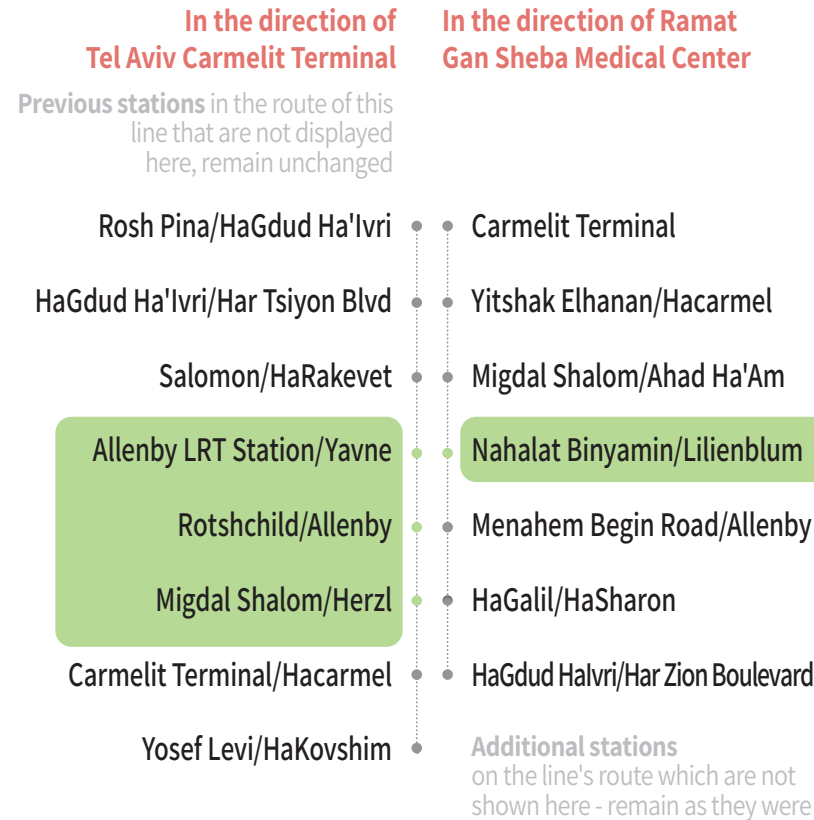 In the direction of
Tel Aviv Carmelit Terminal
Previous stations in the route of this
line that are not displayed
here, remain unchanged
Rosh Pina/HaGdud Ha'Ivri
HaGdud Ha'Ivri/Har Tsiyon Blvd
Salomon/HaRakevet
Allenby LRT Station/Yavne
Rotshchild/Allenby
Migdal Shalom/Herzl
Carmelit Terminal/Hacarmel
Yosef Levi/HaKovshim
In the direction of Ramat
Gan Sheba Medical Center
Carmelit Terminal
Yitshak Elhanan/Hacarmel
Migdal Shalom/Ahad Ha'Am
Nahalat Binyamin/Lilienblum
Menahem Begin Road/Allenby
HaGalil/HaSharon
HaGdud HaIvri/Har Zion Boulevard
Additional stations
on the line's route which are not
shown here - remain as they were